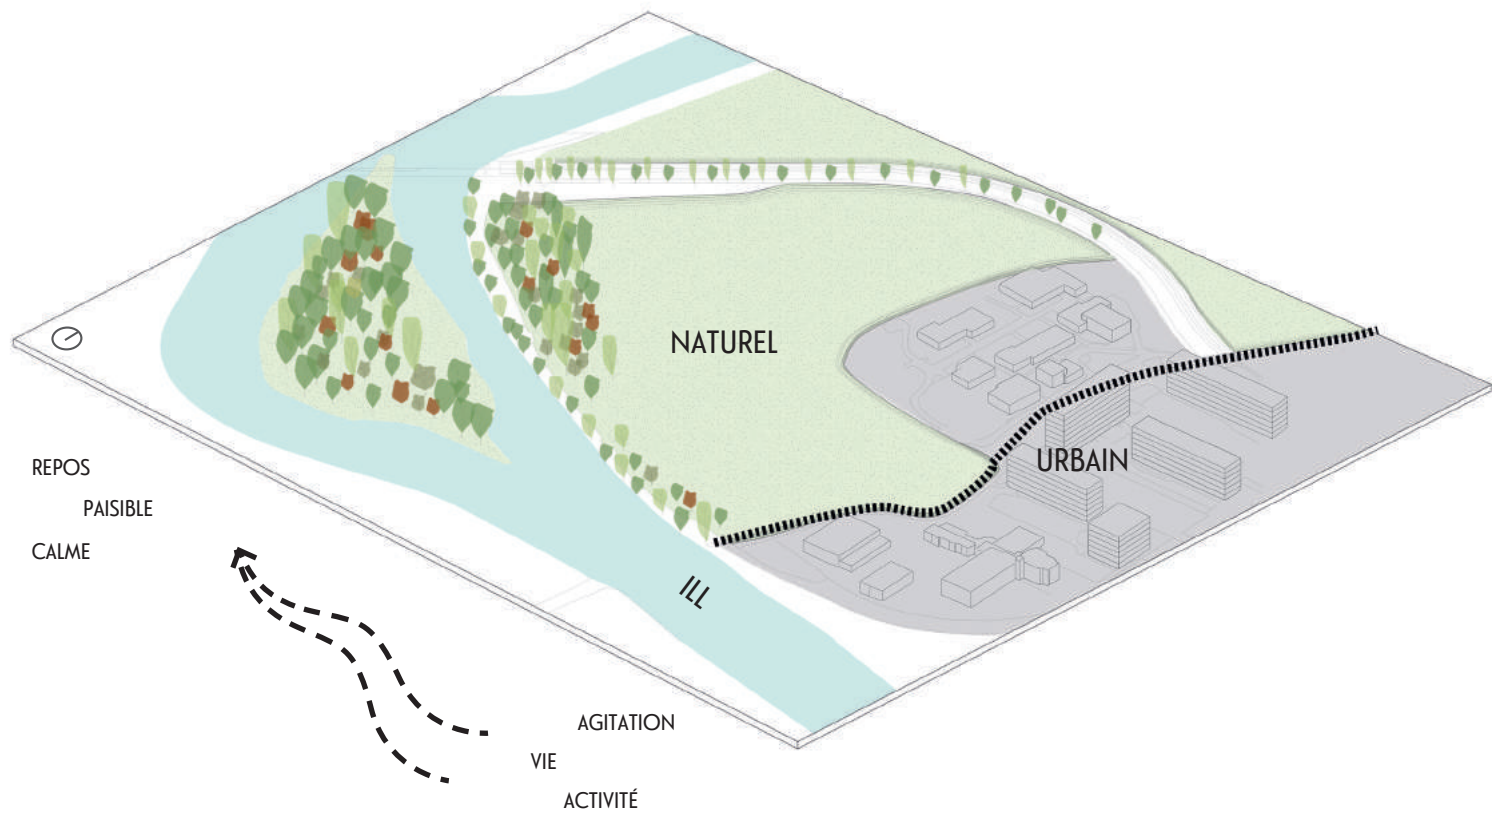 NATUREL
URBAIN
REPOS
PAISIBLE
CALME
ILL
AGITATION
VIE
ACTIVITÉ